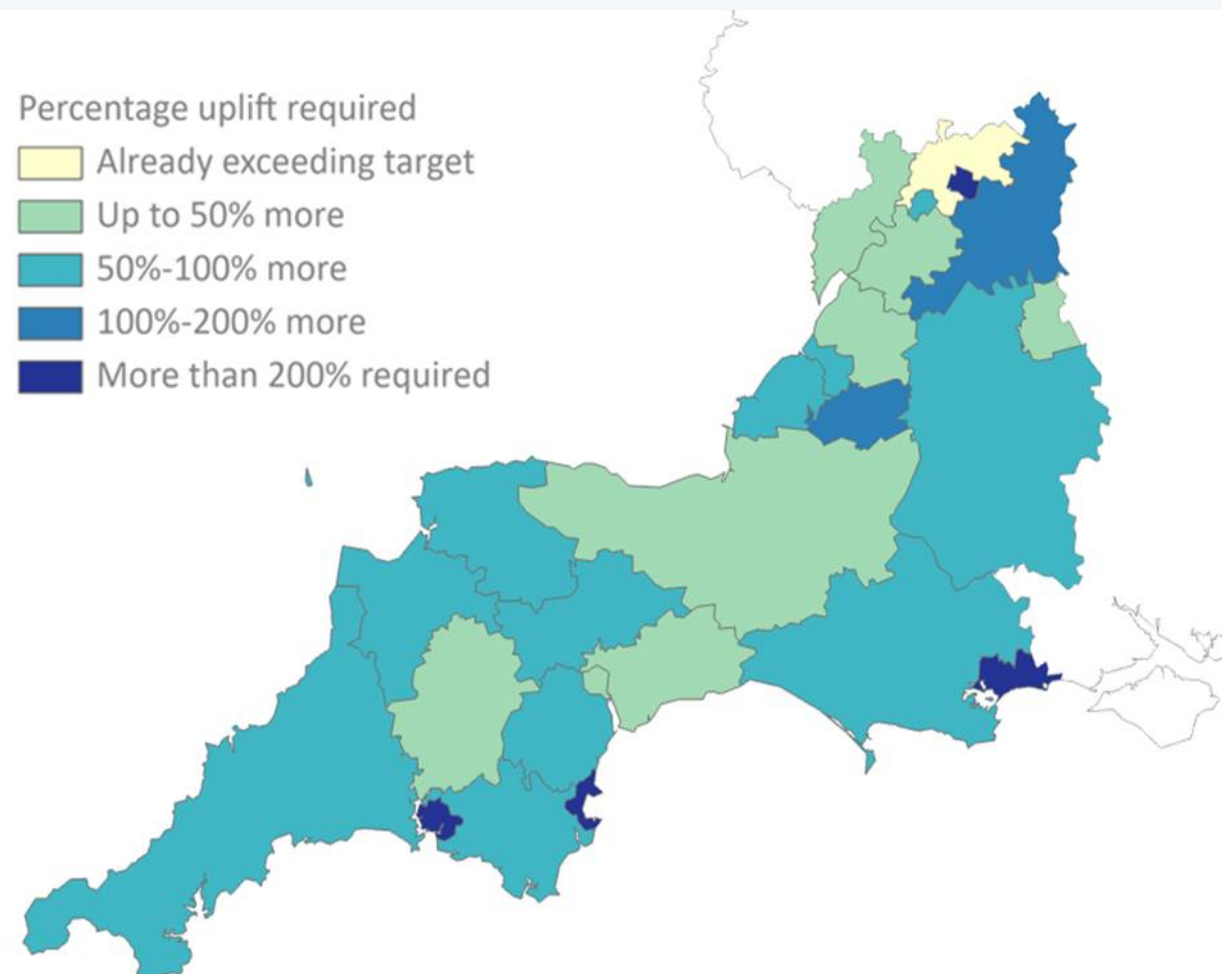 Percentage uplift required
Already exceeding target
Up to 50% more
50%-100% more
100%-200% more
More than 200% required